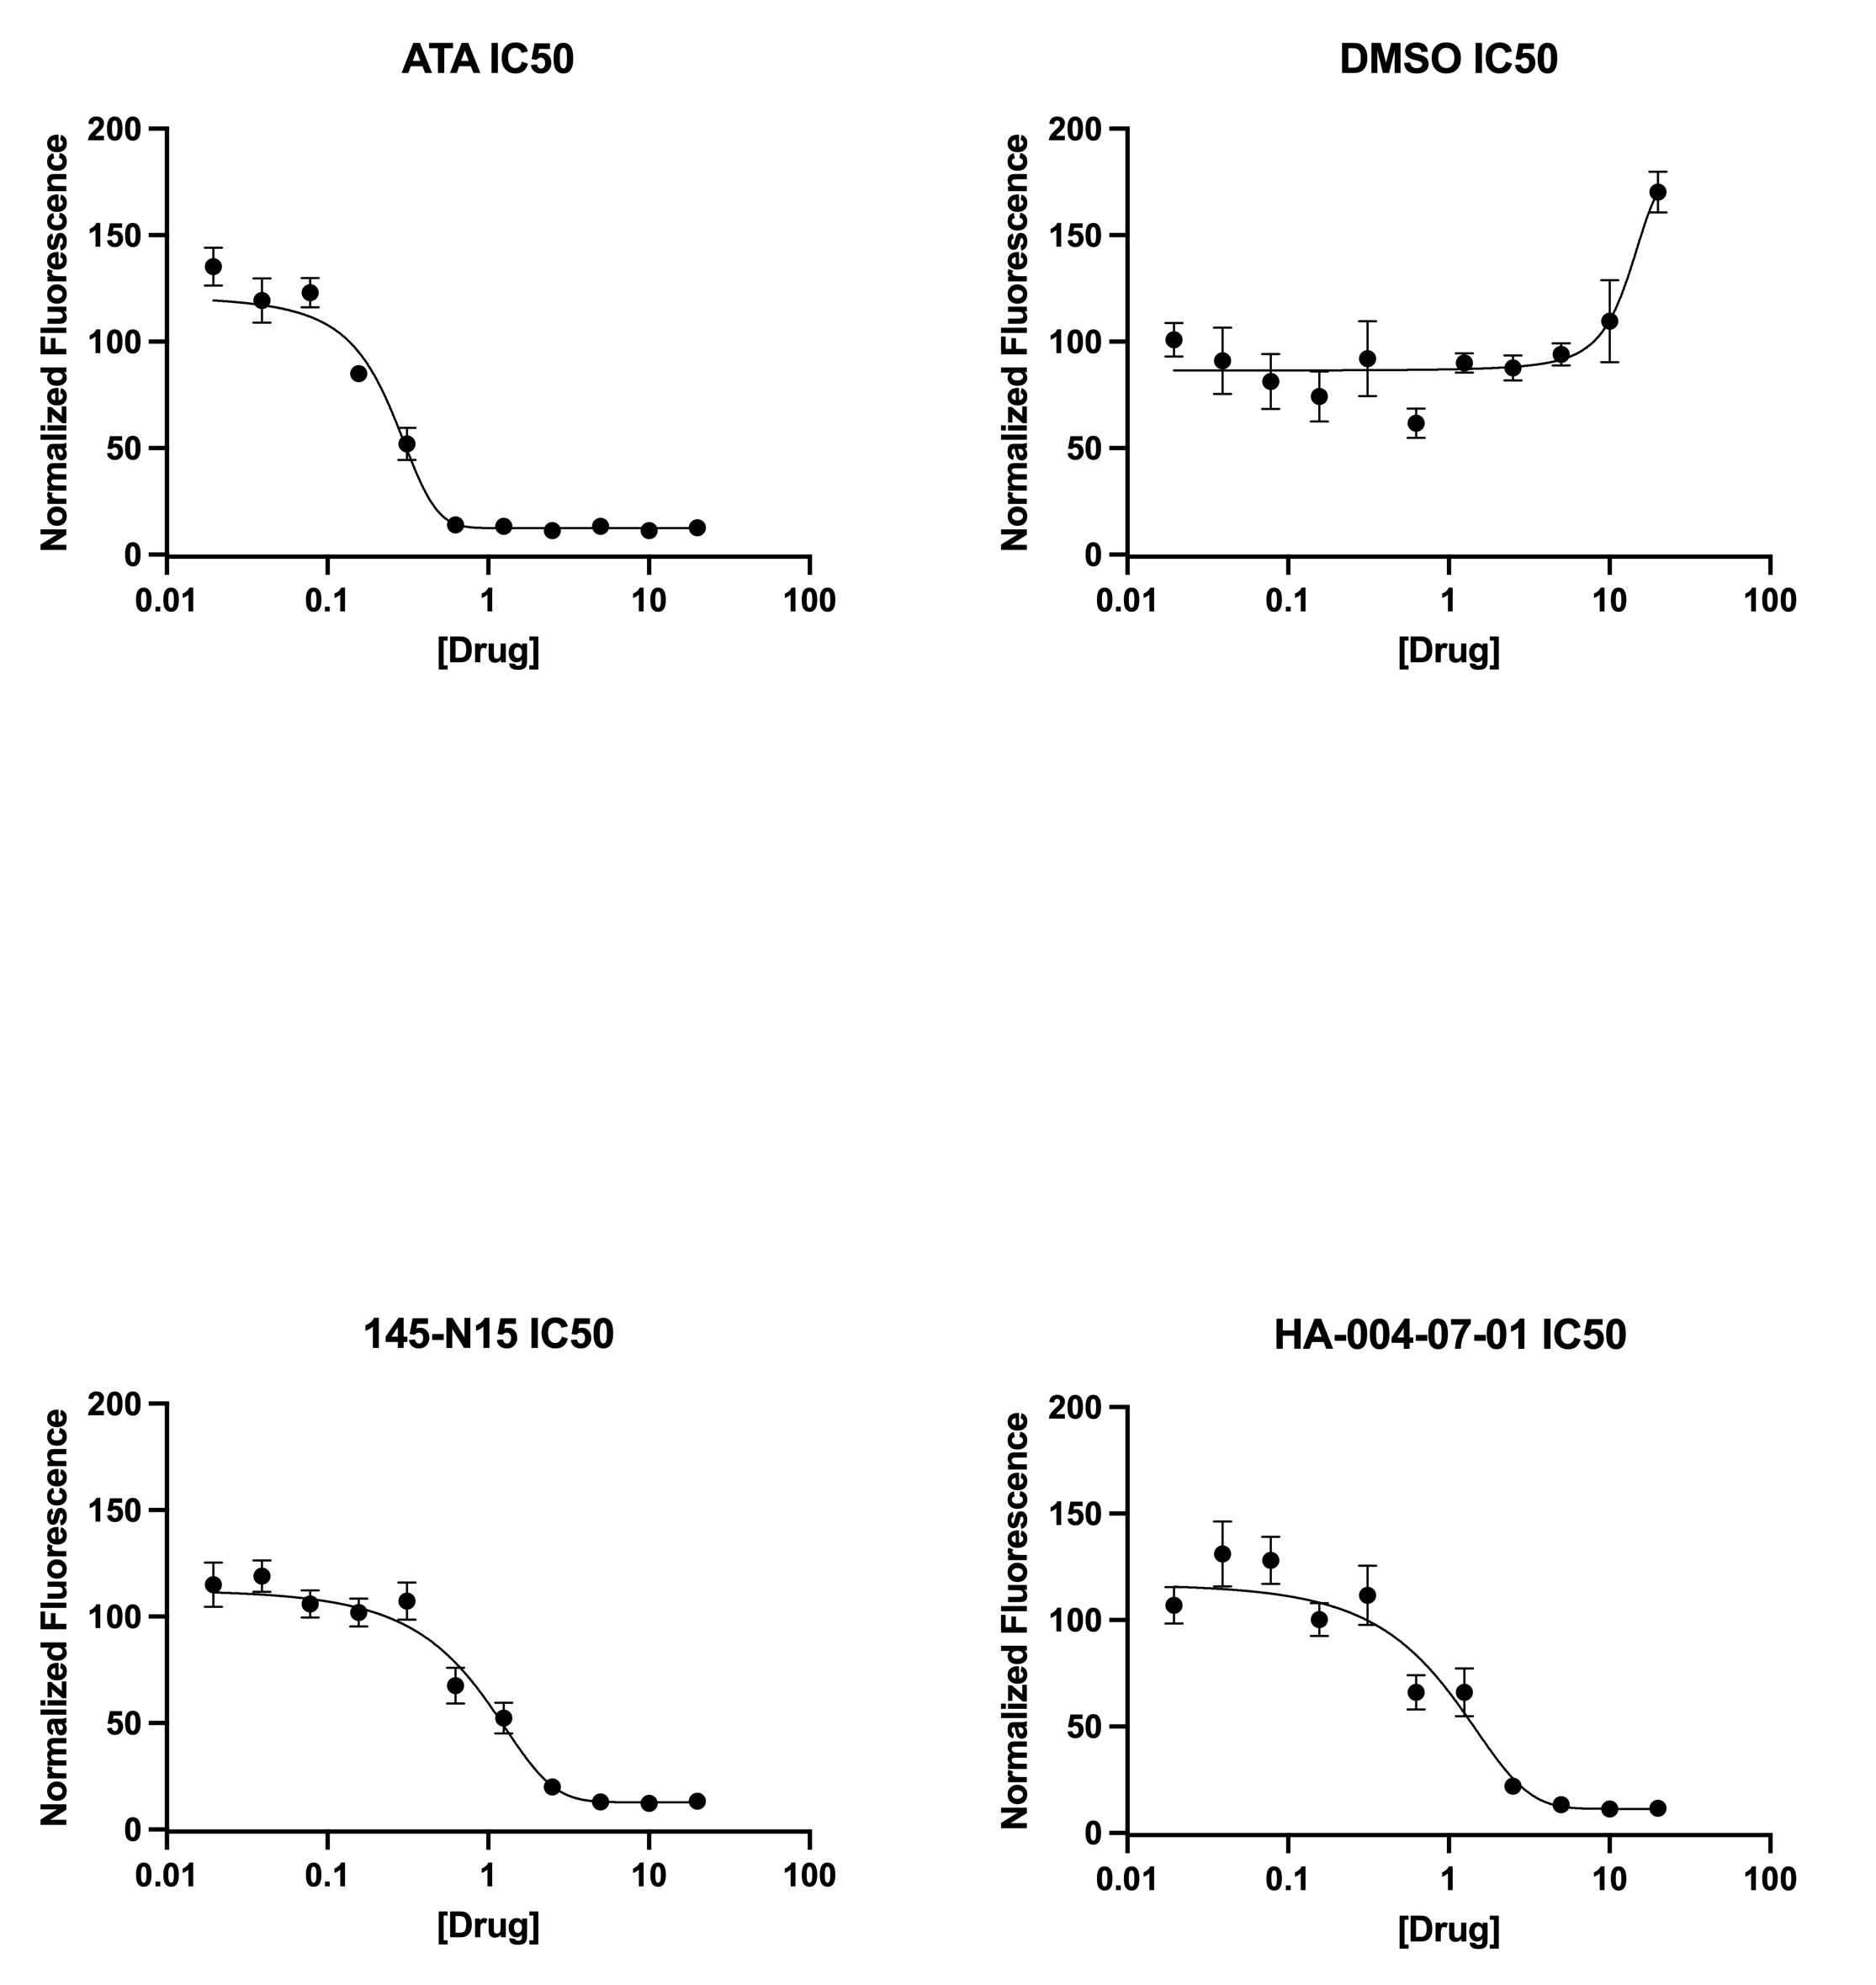 ATA IC50
Normalized Fluorescence
200
150
100
50
0
0.01 0.1 1 10 100
[Drug]
DMSO IC50
Normalized Fluorescence
200
150
100
50
0
0.01 0.1 1 10 100
[Drug]
145-N15 IC50
Normalized Fluorescence
200
150
100
50
0
0.01 0.1 1 10 100
[Drug]
HA-004-07-01 IC50
Normalized Fluorescence
200
150
100
50
0
0.01 0.1 1 10 100
[Drug]